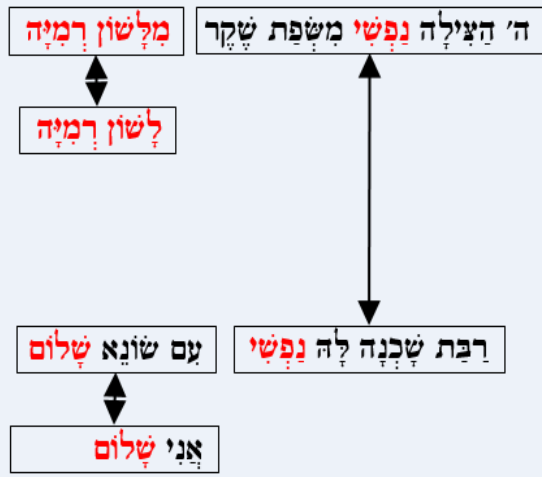 ה' הַצִּילָה נַפְשִׁי מִשְּׂפַת שֶׁקֶר מִלָּשׁוֹן רְמִיָּה
לָשׁוֹן רְמִיָּה
רַבַּת שָׁכְנָה לָּהּ נַפְשִׁי עִם שׂוֹנֵא שָׁלוֹם
אֲנִי שָׁלוֹם